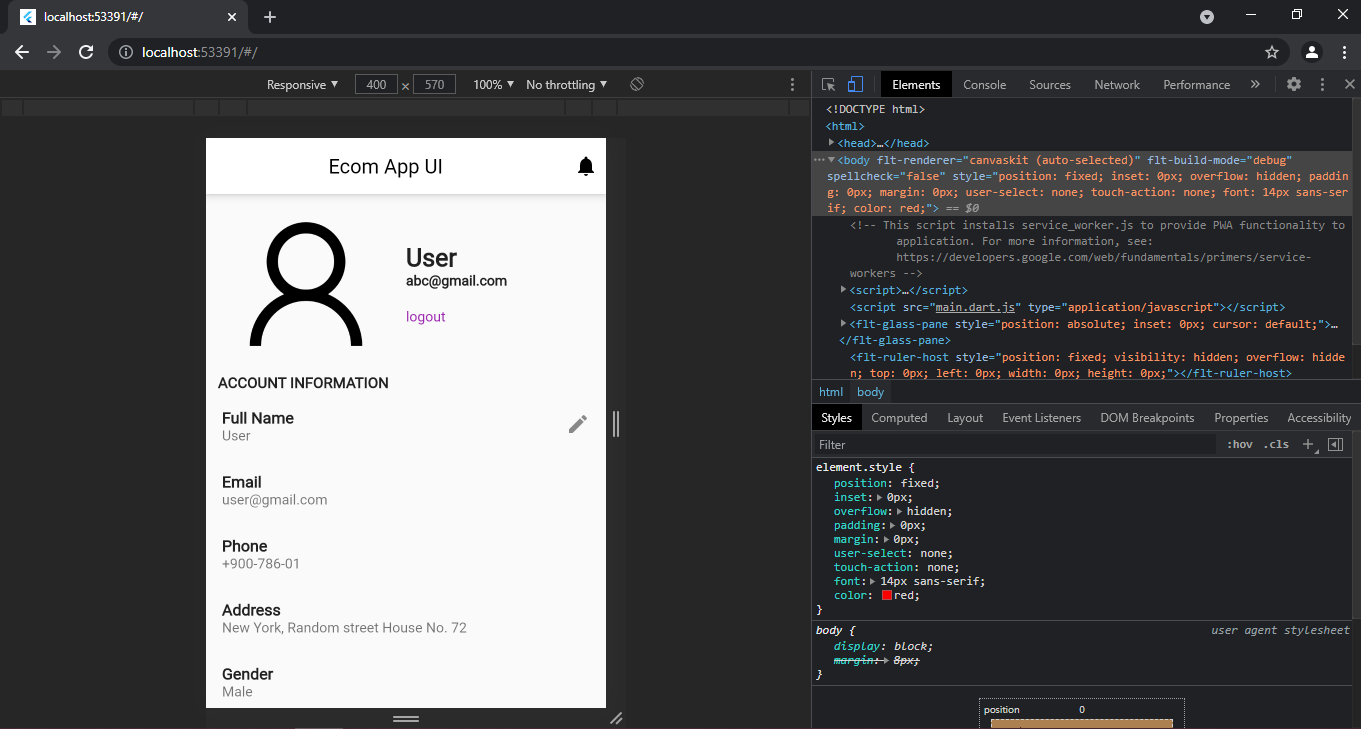 localhost:53391/#/
localhost:53391/#/
Responsive ▼ 400 × 570 100% ▼ No throttling ▼
Ecom App UI
User
abc@gmail.com
logout
ACCOUNT INFORMATION
Full Name
User
Email
user@gmail.com
Phone
+900-786-01
Address
New York, Random street House No. 72
Gender
Male
Elements Console Sources Network Performance »
<!DOCTYPE html>
<html>
▶<head>…</head>
⋯▼<body flt-renderer="canvaskit (auto-selected)" flt-build-mode="debug"
spellcheck="false" style="position: fixed; inset: 0px; overflow: hidden; paddin
g: 0px; margin: 0px; user-select: none; touch-action: none; font: 14px sans-ser
if; color: red;"> == $0
<!-- This script installs service_worker.js to provide PWA functionality to
application. For more information, see:
https://developers.google.com/web/fundamentals/primers/service-
workers -->
▶<script>…</script>
<script src="main.dart.js" type="application/javascript"></script>
▶<flt-glass-pane style="position: absolute; inset: 0px; cursor: default;">…
</flt-glass-pane>
<flt-ruler-host style="position: fixed; visibility: hidden; overflow: hidde
n; top: 0px; left: 0px; width: 0px; height: 0px;"></flt-ruler-host>
html body
Styles Computed Layout Event Listeners DOM Breakpoints Properties Accessibility
Filter :hov .cls +
element.style {
position: fixed;
inset:▶ 0px;
overflow:▶ hidden;
padding:▶ 0px;
margin:▶ 0px;
user-select: none;
touch-action: none;
font:▶ 14px sans-serif;
color: red;
}
body { user agent stylesheet
display: block;
margin:▶ 8px;
}
position 0